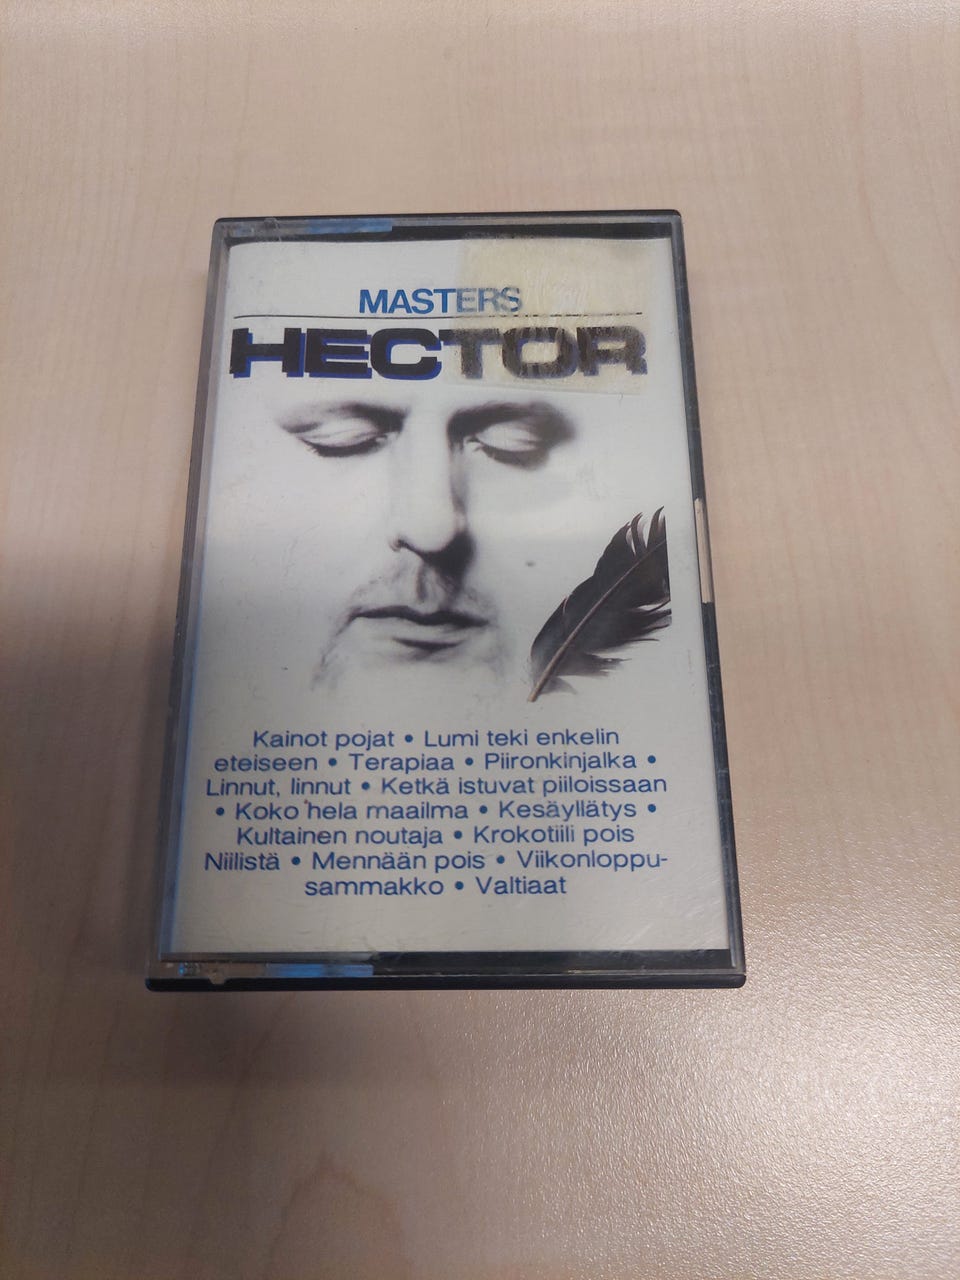 MASTERS
HECTOR
Kainot pojat • Lumi teki enkelin
eteiseen • Terapiaa • Piironkinjalka •
Linnut, linnut • Ketkä istuvat piiloissaan
• Koko hela maailma • Kesäyllätys •
Kultainen noutaja • Krokotiili pois
Niilistä • Mennään pois • Viikonloppu-
sammakko • Valtiaat